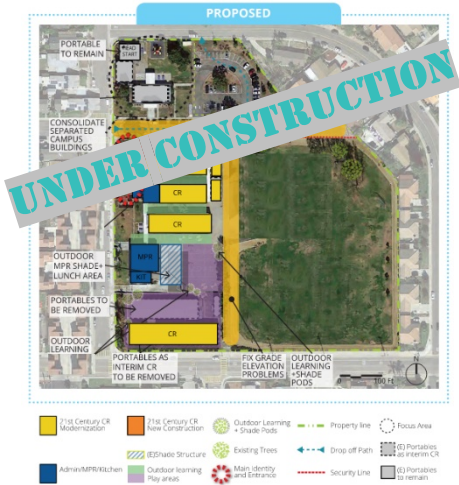 PROPOSED
PORTABLE
TO REMAIN
HEAD
START
UNDER CONSTRUCTION
CONSOLIDATE
SEPARATED
CAMPUS
BUILDINGS
CR
CR
OUTDOOR
MPR SHADE+
LUNCH AREA
MPR
KIT
PORTABLES TO
BE REMOVED
OUTDOOR
LEARNING
CR
PORTABLES AS
INTERIM CR
TO BE REMOVED
FIX GRADE
ELEVATION
PROBLEMS
OUTDOOR
LEARNING
+SHADE
PODS
N
0 100 Ft
21st Century CR
Modernization
21st Century CR
New Construction
Outdoor Learning
+ Shade Pods
Property line
Focus Area
(E)Shade Structure
Existing Trees
Drop off Path
(E) Portables
as interim CR
Admin/MPR/Kitchen
Outdoor learning
Play areas
Main Identity
and Entrance
Security Line
(E) Portables
to remain